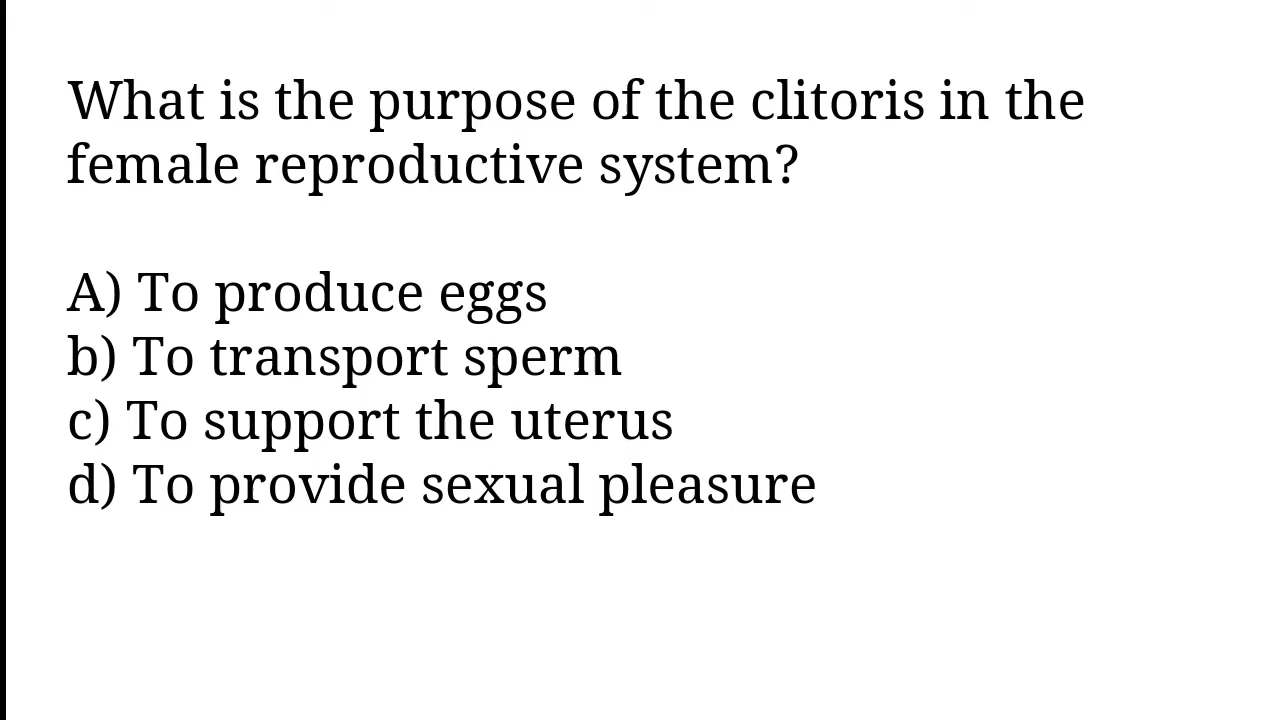 What is the purpose of the clitoris in the
female reproductive system?
A) To produce eggs
b) To transport sperm
c) To support the uterus
d) To provide sexual pleasure